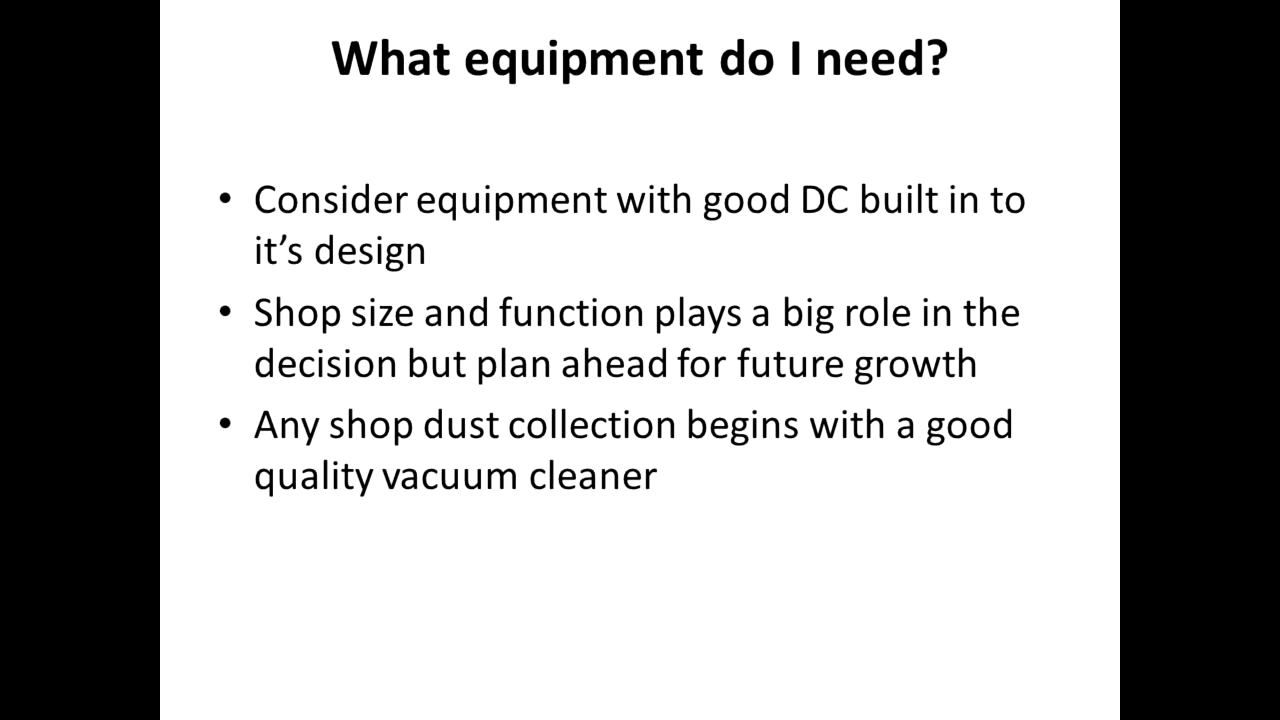 What equipment do I need?
• Consider equipment with good DC built in to
it’s design
• Shop size and function plays a big role in the
decision but plan ahead for future growth
• Any shop dust collection begins with a good
quality vacuum cleaner